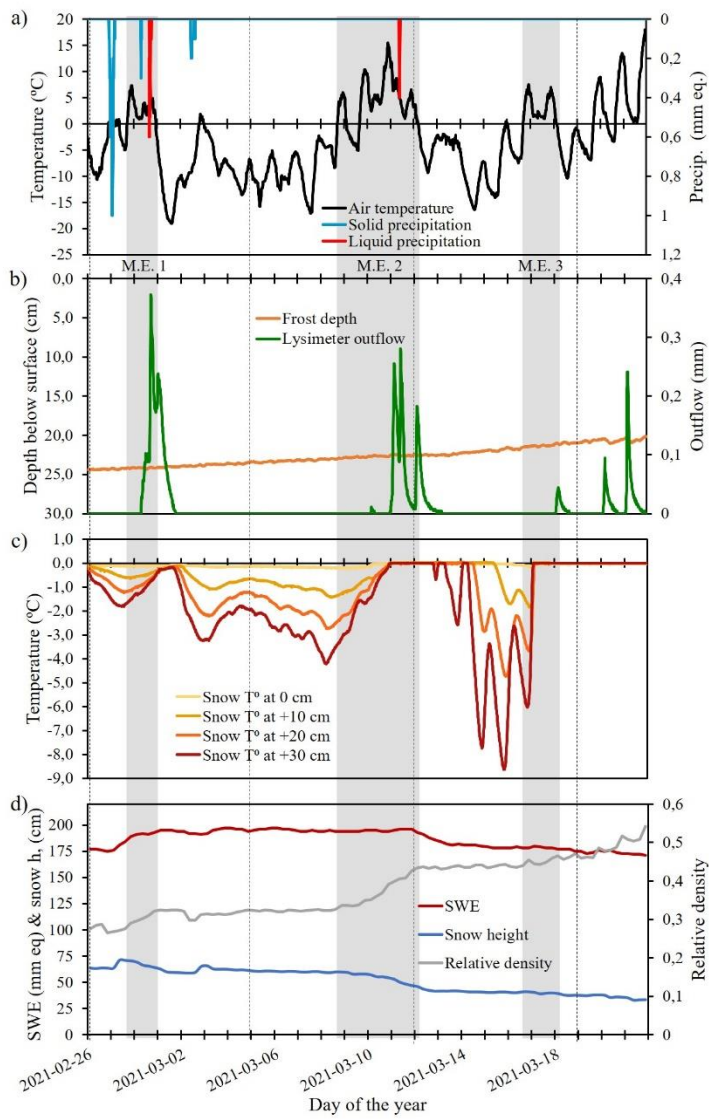 a)
20
15
10
5
0
-5
-10
-15
-20
-25
Temperature (ºC)
0
0,2
0,4
0,6
0,8
1
1,2
Precip. (mm eq.)
Air temperature
Solid precipitation
Liquid precipitation
M.E. 1
M.E. 2
M.E. 3
b)
0,0
5,0
10,0
15,0
20,0
25,0
30,0
Depth below surface (cm)
0,4
0,3
0,2
0,1
0
Outflow (mm)
Frost depth
Lysimeter outflow
c)
1,0
0,0
-1,0
-2,0
-3,0
-4,0
-5,0
-6,0
-7,0
-8,0
-9,0
Temperature (ºC)
Snow Tº at 0 cm
Snow Tº at +10 cm
Snow Tº at +20 cm
Snow Tº at +30 cm
d)
200
175
150
125
100
75
50
25
0
SWE (mm eq) & snow h, (cm)
0,6
0,5
0,4
0,3
0,2
0,1
0
Relative density
SWE
Snow height
Relative density
2021-02-26
2021-03-02
2021-03-06
2021-03-10
2021-03-14
2021-03-18
Day of the year